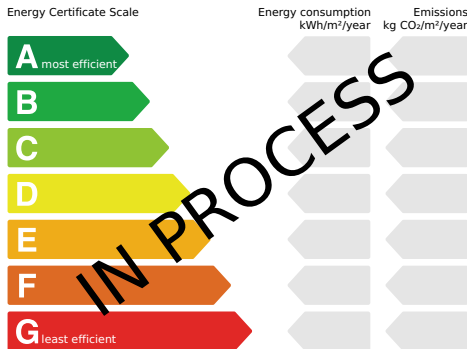 Energy Certificate Scale
Energy consumption
kWh/m²/year
Emissions
kg CO₂/m²/year
A most efficient
B
C
D
E
F
G least efficient
IN PROCESS